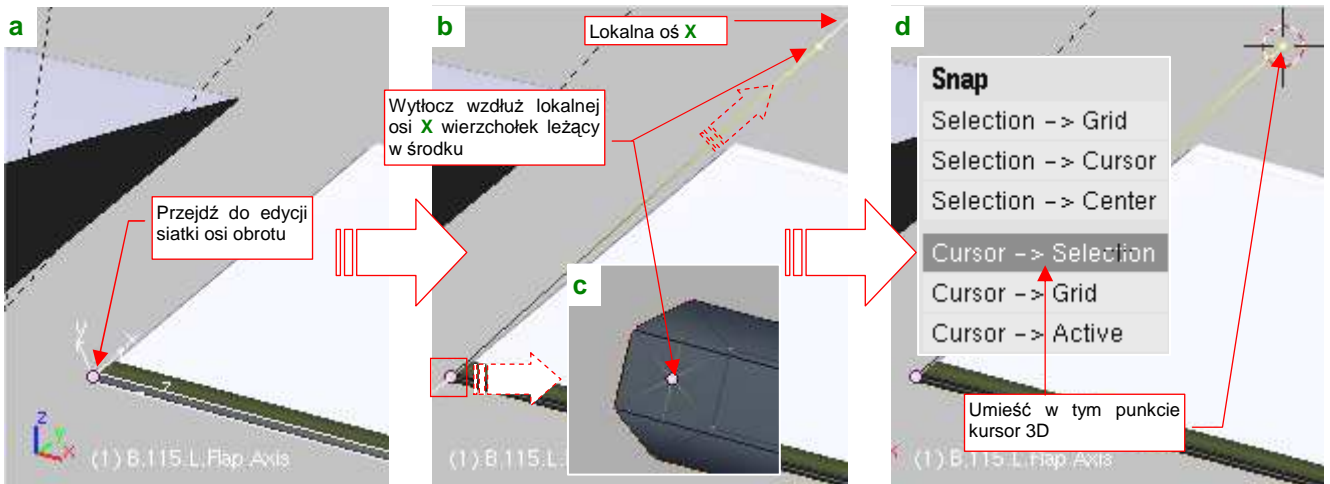 a
b
d
Lokalna oś X
Snap
Wytłocz wzdłuż lokalnej
osi X wierzchołek leżący
w środku
Selection -> Grid
Selection -> Cursor
Selection -> Center
Przejdź do edycji
siatki osi obrotu
Cursor -> Selection
Cursor -> Grid
Cursor -> Active
c
Umieść w tym punkcie
kursor 3D
z
y
x
(1) B.115.L.Flap.Axis
(1) B.115.L.
(1) B.115.L.Flap.Axis